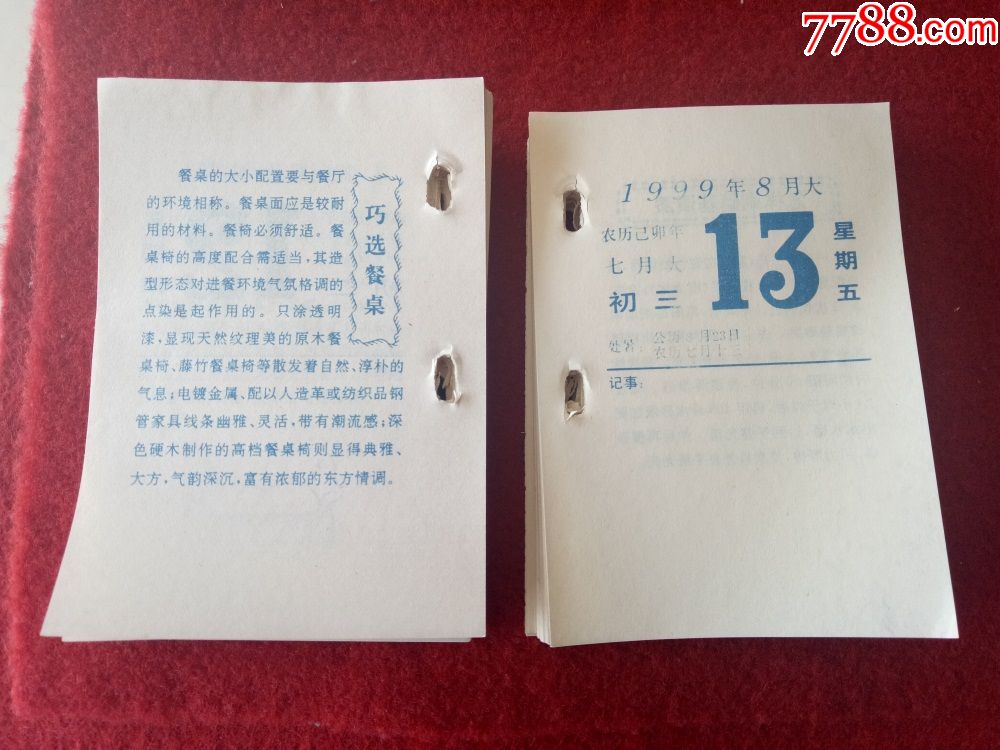 7788.com
巧选餐桌
餐桌的大小配置要与餐厅
的环境相称。餐桌面应是较耐
用的材料。餐椅必须舒适。餐
桌椅的高度配合需适当,其造
型形态对进餐环境气氛格调的
点染是起作用的。只涂透明
漆,显现天然纹理美的原木餐
桌椅、藤竹餐桌椅等散发着自然、淳朴的
气息;电镀金属、配以人造革或纺织品钢
管家具线条幽雅、灵活,带有潮流感;深
色硬木制作的高档餐桌椅则显得典雅、
大方,气韵深沉,富有浓郁的东方情调。
1999年8月大
农历己卯年
七月大
初三
13
星期五
处暑: 公历8月23日
农历七月十三
记事: